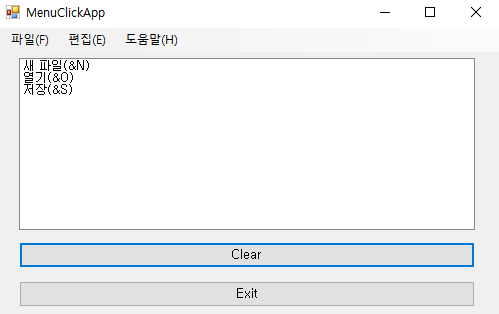 MenuClickApp
파일(F) 편집(E) 도움말(H)
새 파일(&N)
열기(&O)
저장(&S)
Clear
Exit